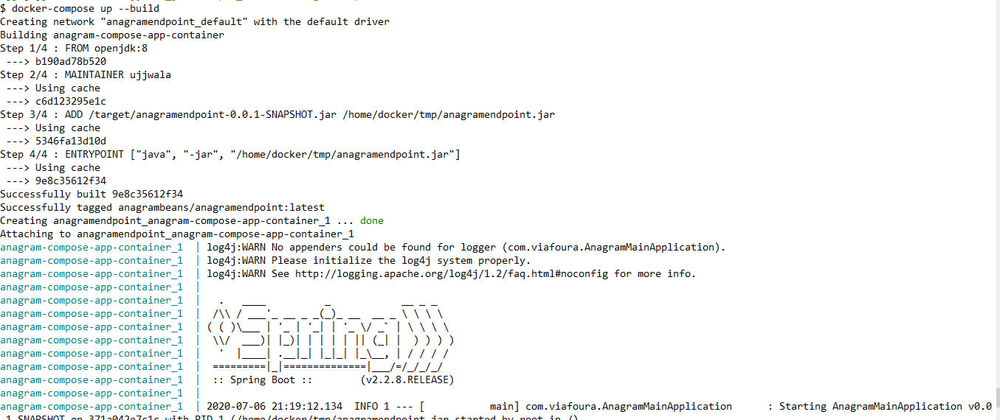 $ docker-compose up --build
Creating network "anagramendpoint_default" with the default driver
Building anagram-compose-app-container
Step 1/4 : FROM openjdk:8
 ---> b190ad78b520
Step 2/4 : MAINTAINER ujjwala
 ---> Using cache
 ---> c6d123295e1c
Step 3/4 : ADD /target/anagramendpoint-0.0.1-SNAPSHOT.jar /home/docker/tmp/anagramendpoint.jar
 ---> Using cache
 ---> 5346fa13d10d
Step 4/4 : ENTRYPOINT ["java", "-jar", "/home/docker/tmp/anagramendpoint.jar"]
 ---> Using cache
 ---> 9e8c35612f34
Successfully built 9e8c35612f34
Successfully tagged anagrambeans/anagramendpoint:latest
Creating anagramendpoint_anagram-compose-app-container_1 ... done
Attaching to anagramendpoint_anagram-compose-app-container_1
anagram-compose-app-container_1  | log4j:WARN No appenders could be found for logger (com.viafoura.AnagramMainApplication).
anagram-compose-app-container_1  | log4j:WARN Please initialize the log4j system properly.
anagram-compose-app-container_1  | log4j:WARN See http://logging.apache.org/log4j/1.2/faq.html#noconfig for more info.
anagram-compose-app-container_1  |
anagram-compose-app-container_1  |   .   ____          _            __ _ _
anagram-compose-app-container_1  |  /\\ / ___'_ __ _ _(_)_ __  __ _ \ \ \ \
anagram-compose-app-container_1  | ( ( )\___ | '_ | '_| | '_ \/ _` | \ \ \ \
anagram-compose-app-container_1  |  \\/  ___)| |_)| | | | | || (_| |  ) ) ) )
anagram-compose-app-container_1  |   '  |____| .__|_| |_|_| |_\__, | / / / /
anagram-compose-app-container_1  |  =========|_|==============|___/=/_/_/_/
anagram-compose-app-container_1  |  :: Spring Boot ::        (v2.2.8.RELEASE)
anagram-compose-app-container_1  |
anagram-compose-app-container_1  | 2020-07-06 21:19:12.134  INFO 1 --- [           main] com.viafoura.AnagramMainApplication      : Starting AnagramMainApplication v0.0
.1-SNAPSHOT on 371a042e7c1c with PID 1 (/home/docker/tmp/anagramendpoint.jar started by root in /)